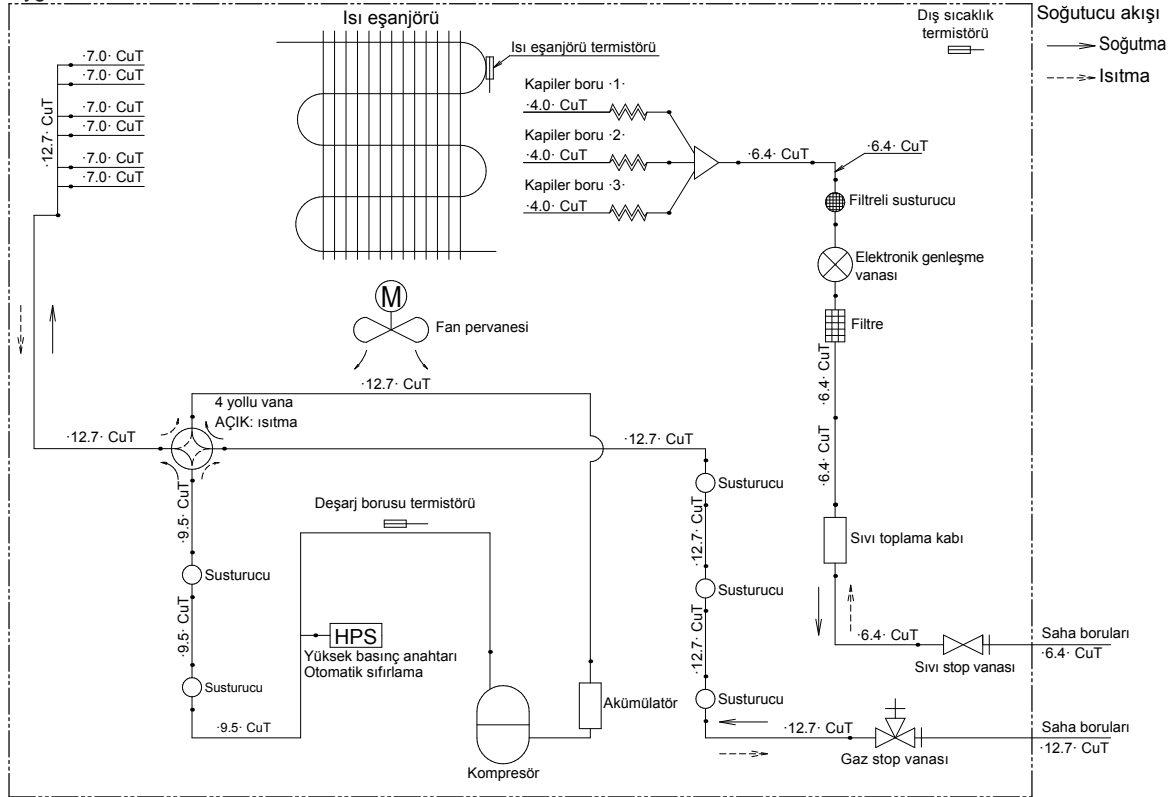 Isı eşanjörü
Dış sıcaklık
termistörü
Soğutucu akışı
Soğutma
Isıtma
Isı eşanjörü termistörü
·7.0· CuT
·7.0· CuT
·7.0· CuT
·7.0· CuT
·7.0· CuT
·7.0· CuT
·12.7· CuT
Kapiler boru ·1·
·4.0· CuT
Kapiler boru ·2·
·4.0· CuT
Kapiler boru ·3·
·4.0· CuT
·6.4· CuT
·6.4· CuT
Filtreli susturucu
Elektronik genleşme
vanası
Filtre
·6.4· CuT
·6.4· CuT
M
Fan pervanesi
·12.7· CuT
4 yollu vana
AÇIK: ısıtma
·12.7· CuT
·12.7· CuT
·9.5· CuT
Susturucu
·9.5· CuT
Susturucu
·9.5· CuT
Deşarj borusu termistörü
HPS
Yüksek basınç anahtarı
Otomatik sıfırlama
Kompresör
Akümülatör
Susturucu
·12.7· CuT
Susturucu
·12.7· CuT
Susturucu
·12.7· CuT
Gaz stop vanası
Sıvı toplama kabı
·6.4· CuT
Sıvı stop vanası
Saha boruları
·6.4· CuT
Saha boruları
·12.7· CuT